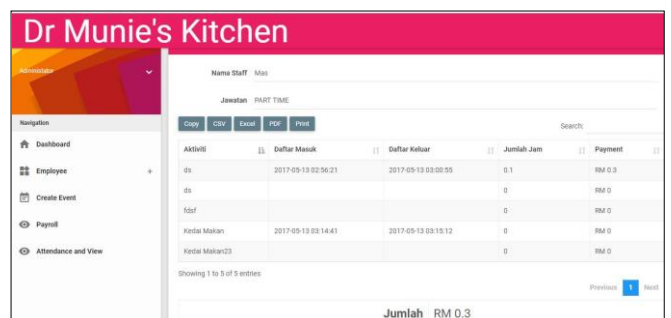 Dr Munie's Kitchen
Administator
Nama Staff Mas
Jawatan PART TIME
Navigation
Copy CSV Excel PDF Print
Search:
Dashboard
Employee +
Create Event
Payroll
Attendance and View
Aktiviti Daftar Masuk Daftar Keluar Jumlah Jam Payment
ds 2017-05-13 02:56:21 2017-05-13 03:00:55 0.1 RM 0.3
ds 0 RM 0
fdsf 0 RM 0
Kedai Makan 2017-05-13 03:14:41 2017-05-13 03:15:12 0 RM 0
Kedai Makan23 0 RM 0
Showing 1 to 5 of 5 entries
Previous 1 Next
Jumlah RM 0.3